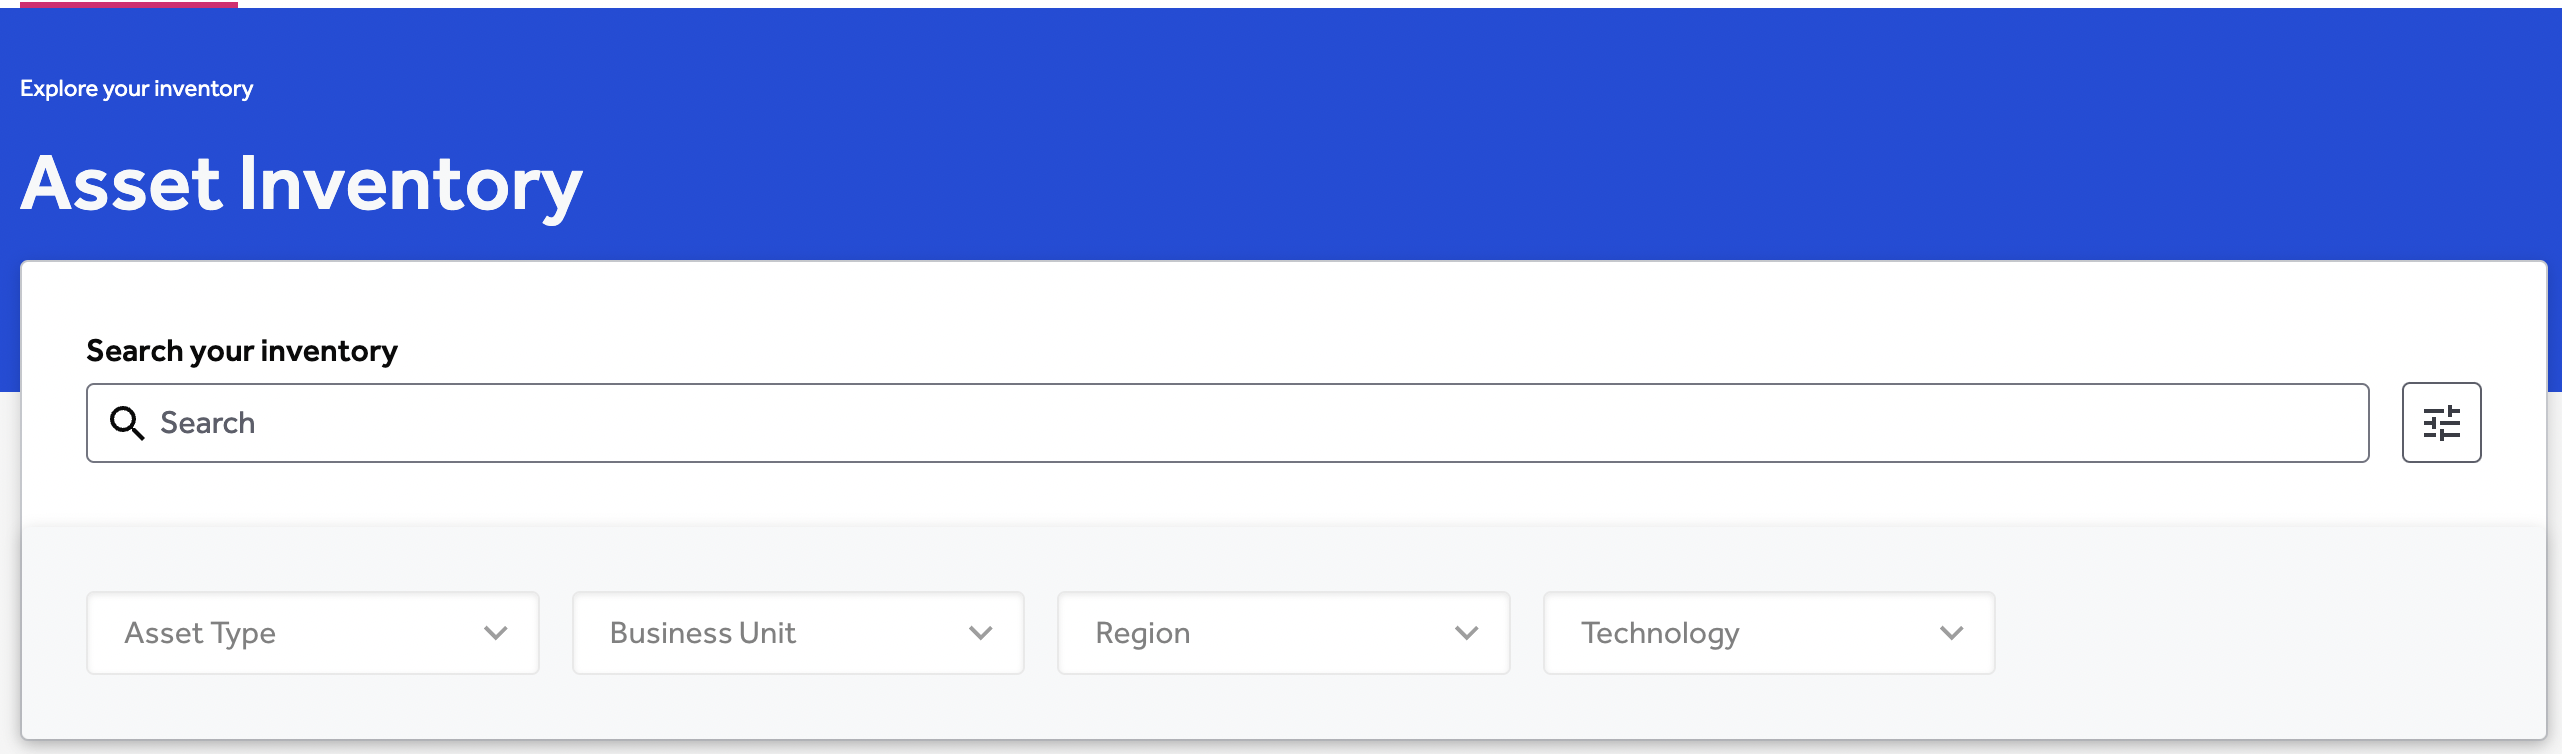 Explore your inventory
Asset Inventory
Search your inventory
Search
Asset Type
Business Unit
Region
Technology